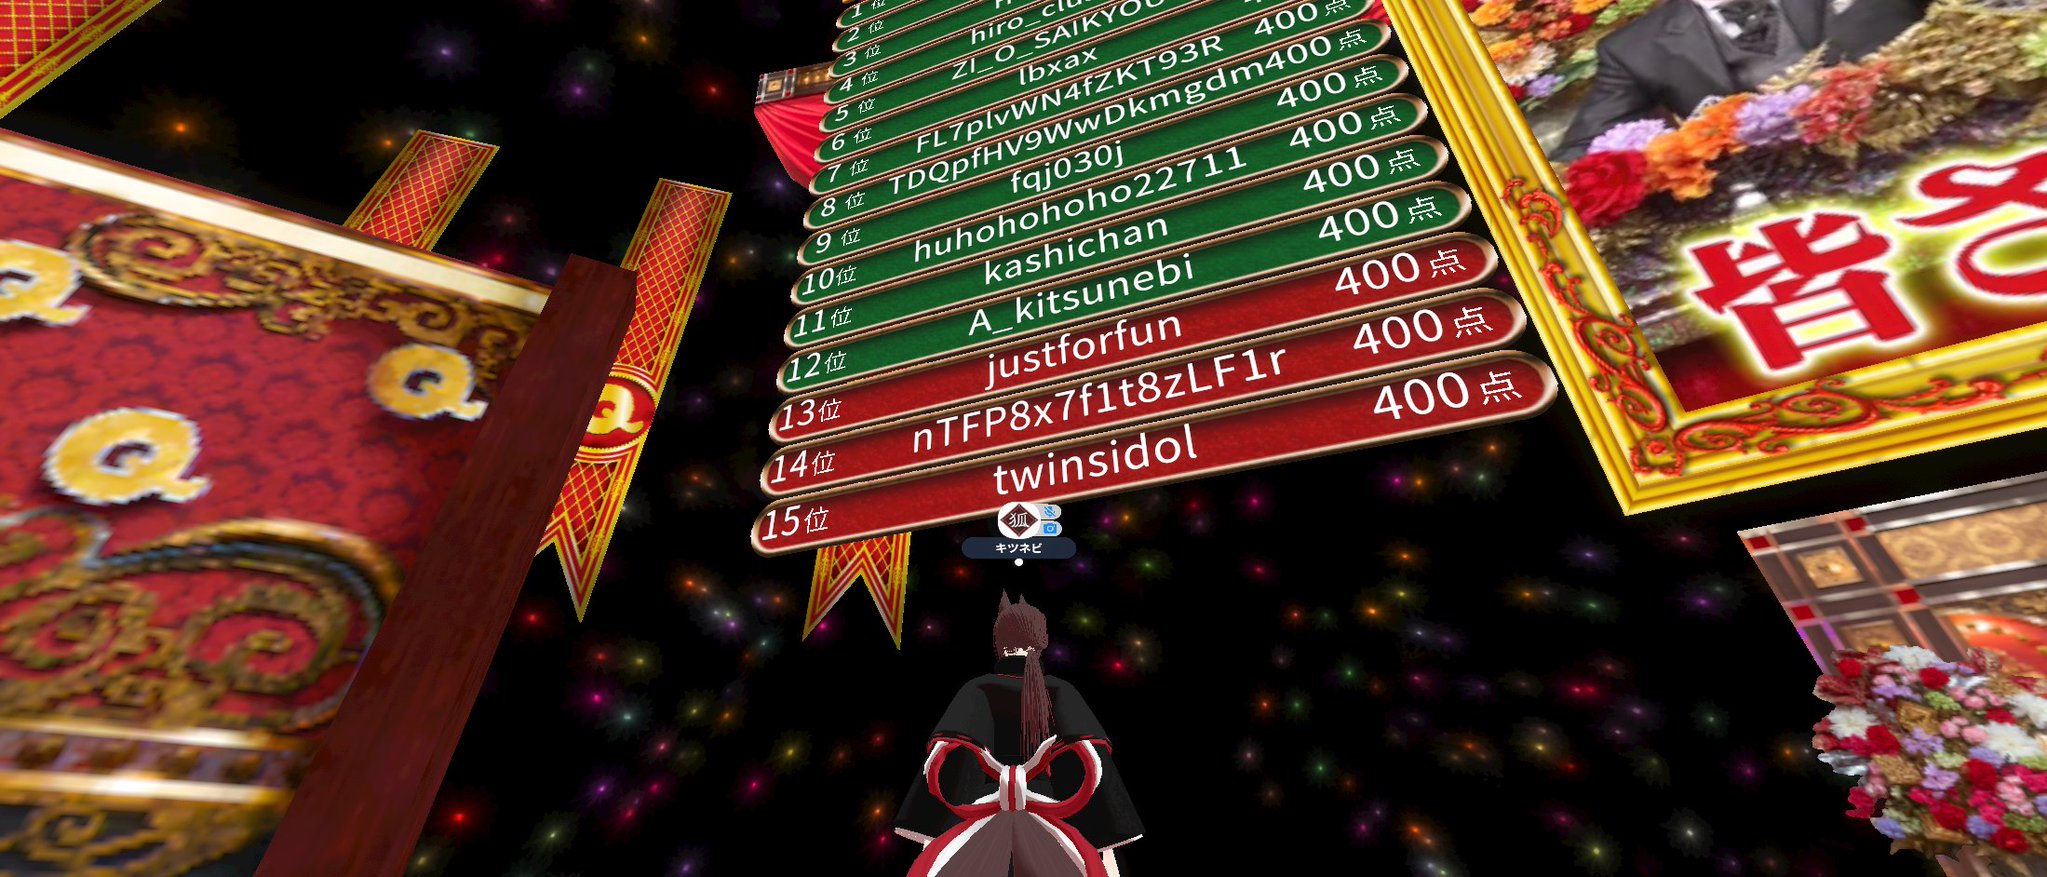 1位
2位
3位 hiro_clu
4位 ZI_O_SAIKYOU 400点
5位 lbxax 400点
6位 FL7plvWN4fZKT93R 400点
7位 TDQpfHV9WwDkmgdm 400点
8位 fqj030j 400点
9位 huhohohoho22711 400点
10位 kashichan 400点
11位 A_kitsunebi 400点
12位 justforfun 400点
13位 nTFP8x7f1t8zLF1r 400点
14位 twinsidol 400点
15位
皆さ
Q
Q
Q
狐
キツネビ